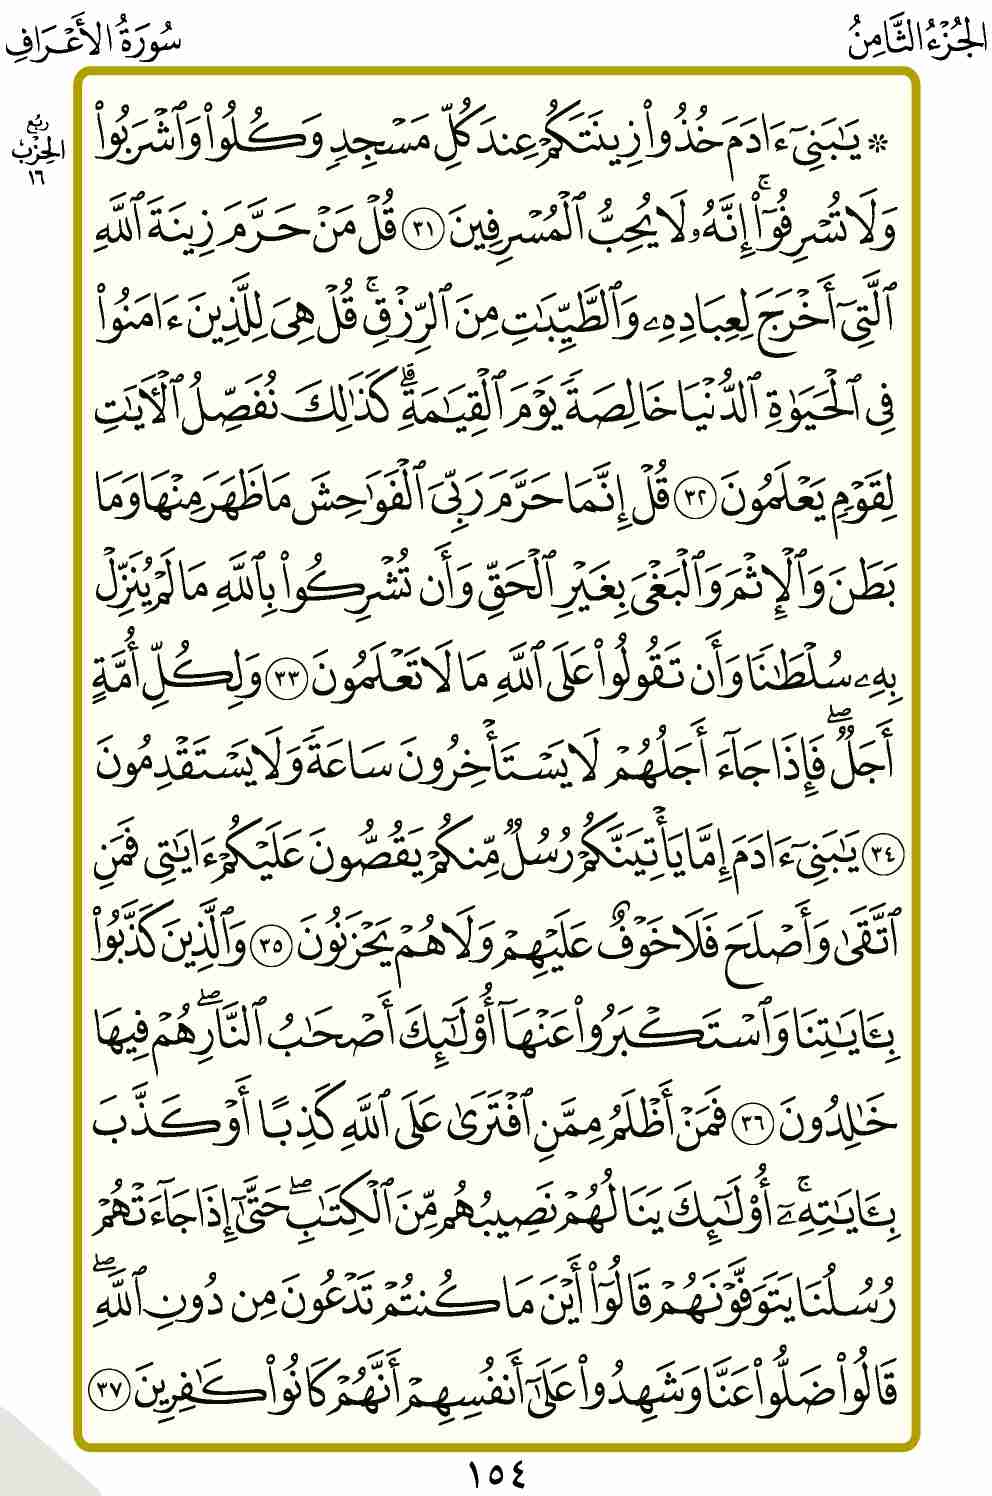 الجُزْءُ الثَّامِنُ
سُورَةُ الأَعْرَافِ
رُبْع
الحِزْب
١٦
۞ يَٰبَنِىٓ ءَادَمَ خُذُوا۟ زِينَتَكُمْ عِندَ كُلِّ مَسْجِدٍ وَكُلُوا۟ وَٱشْرَبُوا۟
وَلَا تُسْرِفُوٓا۟ ۚ إِنَّهُۥ لَا يُحِبُّ ٱلْمُسْرِفِينَ ٣١ قُلْ مَنْ حَرَّمَ زِينَةَ ٱللَّهِ
ٱلَّتِىٓ أَخْرَجَ لِعِبَادِهِۦ وَٱلطَّيِّبَٰتِ مِنَ ٱلرِّزْقِ ۚ قُلْ هِىَ لِلَّذِينَ ءَامَنُوا۟
فِى ٱلْحَيَوٰةِ ٱلدُّنْيَا خَالِصَةً يَوْمَ ٱلْقِيَٰمَةِ ۗ كَذَٰلِكَ نُفَصِّلُ ٱلْءَايَٰتِ
لِقَوْمٍ يَعْلَمُونَ ٣٢ قُلْ إِنَّمَا حَرَّمَ رَبِّىَ ٱلْفَوَٰحِشَ مَا ظَهَرَ مِنْهَا وَمَا
بَطَنَ وَٱلْإِثْمَ وَٱلْبَغْىَ بِغَيْرِ ٱلْحَقِّ وَأَن تُشْرِكُوا۟ بِٱللَّهِ مَا لَمْ يُنَزِّلْ
بِهِۦ سُلْطَٰنًا وَأَن تَقُولُوا۟ عَلَى ٱللَّهِ مَا لَا تَعْلَمُونَ ٣٣ وَلِكُلِّ أُمَّةٍ
أَجَلٌ ۖ فَإِذَا جَآءَ أَجَلُهُمْ لَا يَسْتَأْخِرُونَ سَاعَةً وَلَا يَسْتَقْدِمُونَ
٣٤ يَٰبَنِىٓ ءَادَمَ إِمَّا يَأْتِيَنَّكُمْ رُسُلٌ مِّنكُمْ يَقُصُّونَ عَلَيْكُمْ ءَايَٰتِى فَمَنِ
ٱتَّقَىٰ وَأَصْلَحَ فَلَا خَوْفٌ عَلَيْهِمْ وَلَا هُمْ يَحْزَنُونَ ٣٥ وَٱلَّذِينَ كَذَّبُوا۟
بِـَٔايَٰتِنَا وَٱسْتَكْبَرُوا۟ عَنْهَآ أُو۟لَٰٓئِكَ أَصْحَٰبُ ٱلنَّارِ ۖ هُمْ فِيهَا
خَٰلِدُونَ ٣٦ فَمَنْ أَظْلَمُ مِمَّنِ ٱفْتَرَىٰ عَلَى ٱللَّهِ كَذِبًا أَوْ كَذَّبَ
بِـَٔايَٰتِهِۦٓ ۚ أُو۟لَٰٓئِكَ يَنَالُهُمْ نَصِيبُهُم مِّنَ ٱلْكِتَٰبِ ۖ حَتَّىٰٓ إِذَا جَآءَتْهُمْ
رُسُلُنَا يَتَوَفَّوْنَهُمْ قَالُوٓا۟ أَيْنَ مَا كُنتُمْ تَدْعُونَ مِن دُونِ ٱللَّهِ ۖ
قَالُوا۟ ضَلُّوا۟ عَنَّا وَشَهِدُوا۟ عَلَىٰٓ أَنفُسِهِمْ أَنَّهُمْ كَانُوا۟ كَٰفِرِينَ ٣٧
١٥٤